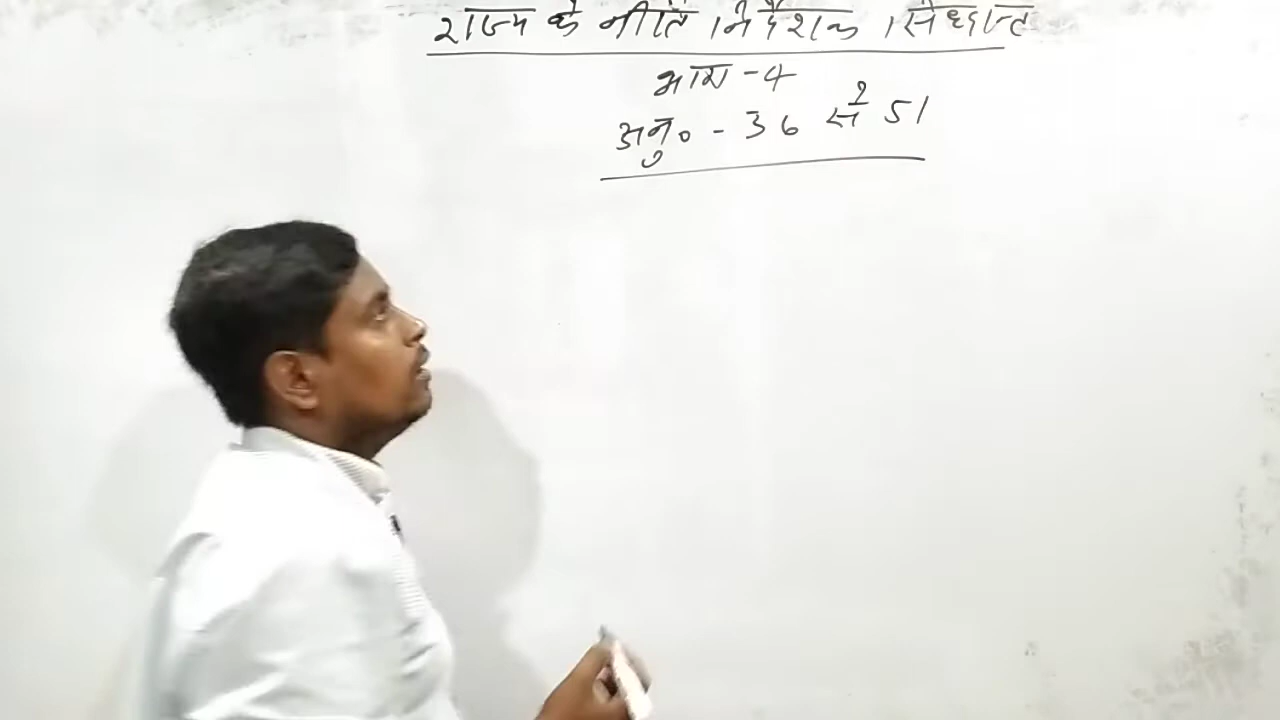 राज्य के नीति निर्देशक सिध्दान्त
भाग - 4
अनु० - 36 से 51